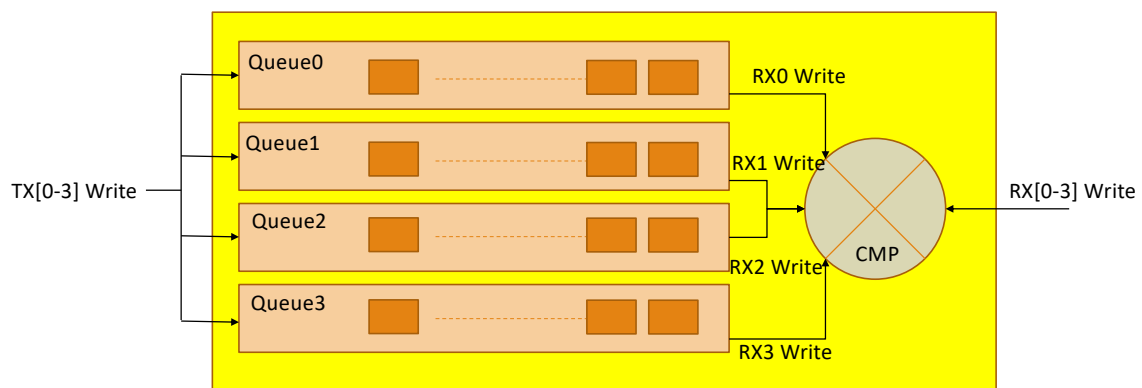 Queue0
RX0 Write
Queue1
RX1 Write
TX[0-3] Write
RX[0-3] Write
Queue2
CMP
RX2 Write
Queue3
RX3 Write